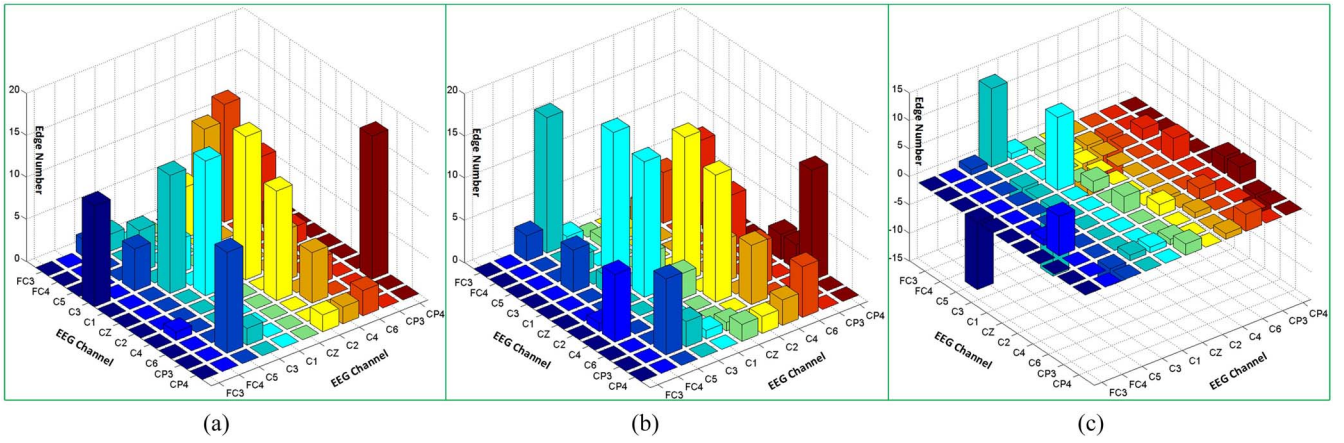 20
15
10
5
0
Edge Number
FC3
FC4
C5
C3
C1
CZ
C2
C4
C6
CP3
CP4
EEG Channel
FC3
FC4
C5
C3
C1
CZ
C2
C4
C6
CP3
CP4
EEG Channel
(a)
20
15
10
5
0
Edge Number
FC3
FC4
C5
C3
C1
CZ
C2
C4
C6
CP3
CP4
EEG Channel
FC3
FC4
C5
C3
C1
CZ
C2
C4
C6
CP3
CP4
EEG Channel
(b)
15
10
5
0
-5
-10
-15
Edge Number
FC3
FC4
C5
C3
C1
CZ
C2
C4
C6
CP3
CP4
EEG Channel
FC3
FC4
C5
C3
C1
CZ
C2
C4
C6
CP3
CP4
EEG Channel
(c)